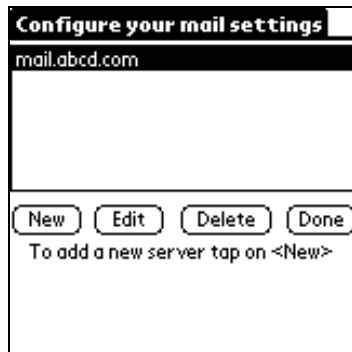 Configure your mail settings
mail.abcd.com
New Edit Delete Done
To add a new server tap on <New>